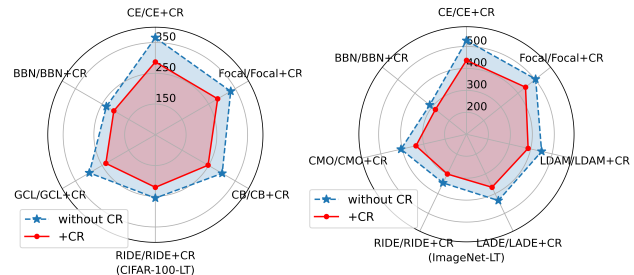 CE/CE+CR
350
250
150
Focal/Focal+CR
BBN/BBN+CR
GCL/GCL+CR
CB/CB+CR
without CR
+CR
RIDE/RIDE+CR
(CIFAR-100-LT)
CE/CE+CR
500
400
300
200
Focal/Focal+CR
BBN/BBN+CR
CMO/CMO+CR
LDAM/LDAM+CR
without CR
+CR
RIDE/RIDE+CR
LADE/LADE+CR
(ImageNet-LT)